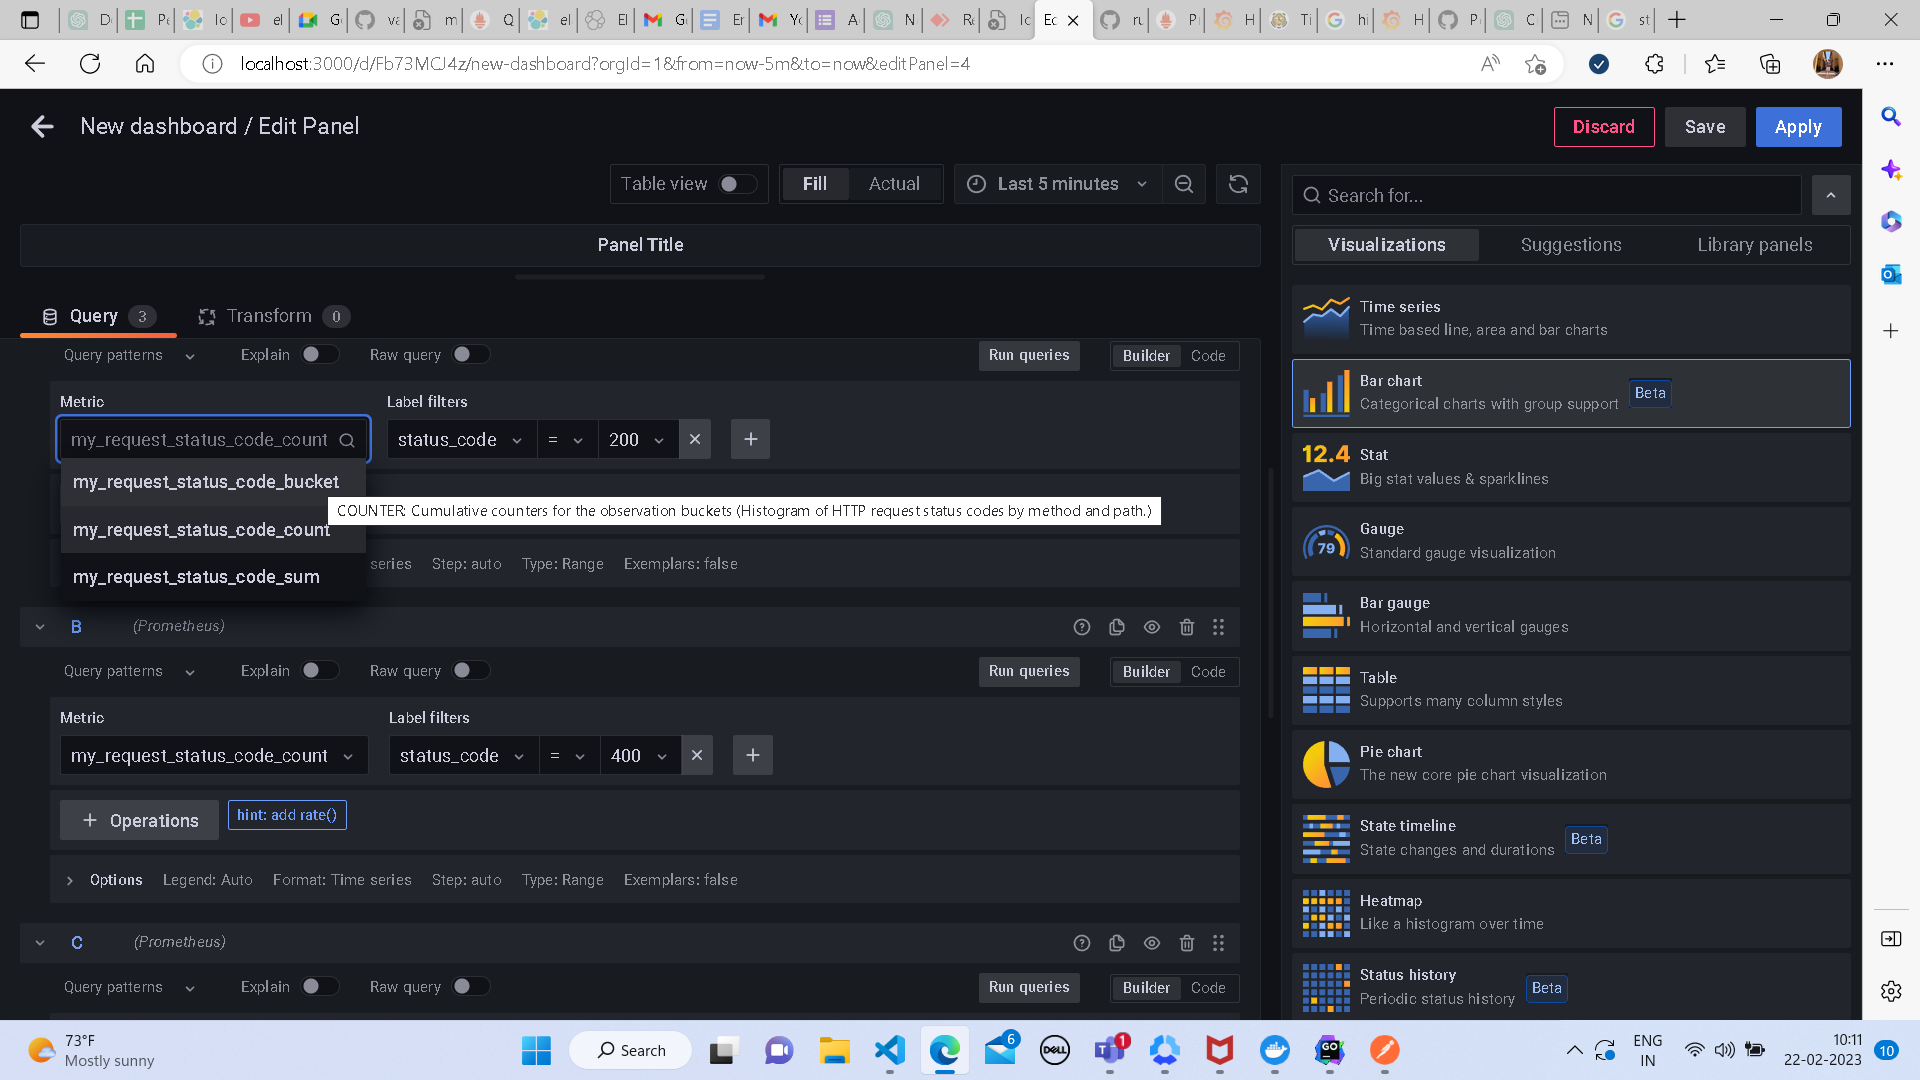 D
Pe
Io
el
G
va
m
Q
el
El
G
Er
Yo
A
N
Re
Ic
Ec
ru
Pi
H
Ti
hi
H
P
C
N
st
localhost:3000/d/Fb73MCJ4z/new-dashboard?orgId=1&from=now-5m&to=now&editPanel=4
New dashboard / Edit Panel
Discard
Save
Apply
Table view
Fill
Actual
Last 5 minutes
Search for...
Panel Title
Visualizations
Suggestions
Library panels
Query 3
Transform 0
Query patterns
Explain
Raw query
Run queries
Builder
Code
Metric
Label filters
my_request_status_code_count
status_code
=
200
my_request_status_code_bucket
COUNTER: Cumulative counters for the observation buckets (Histogram of HTTP request status codes by method and path.)
my_request_status_code_count
series
Step: auto
Type: Range
Exemplars: false
my_request_status_code_sum
B
(Prometheus)
Query patterns
Explain
Raw query
Run queries
Builder
Code
Metric
Label filters
my_request_status_code_count
status_code
=
400
+ Operations
hint: add rate()
Options
Legend: Auto
Format: Time series
Step: auto
Type: Range
Exemplars: false
C
(Prometheus)
Query patterns
Explain
Raw query
Run queries
Builder
Code
Time series
Time based line, area and bar charts
Bar chart
Categorical charts with group support
Beta
12.4
Stat
Big stat values & sparklines
79
Gauge
Standard gauge visualization
Bar gauge
Horizontal and vertical gauges
Table
Supports many column styles
Pie chart
The new core pie chart visualization
State timeline
State changes and durations
Beta
Heatmap
Like a histogram over time
Status history
Periodic status history
Beta
73°F
Mostly sunny
Search
6
DELL
1
GO
ENG
IN
10:11
22-02-2023
10